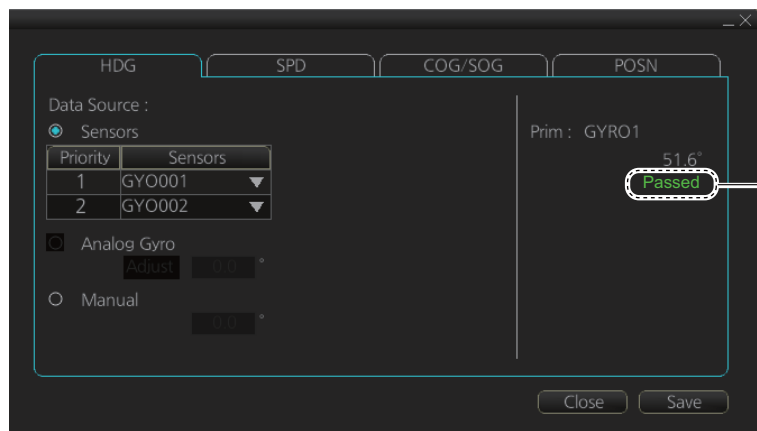 HDG SPD COG/SOG POSN
Data Source :
Sensors
Priority Sensors
1 GYO001
2 GYO002
Analog Gyro
Adjust 0.0 °
Manual
0.0 °
Prim : GYRO1
51.6°
Passed
Close Save